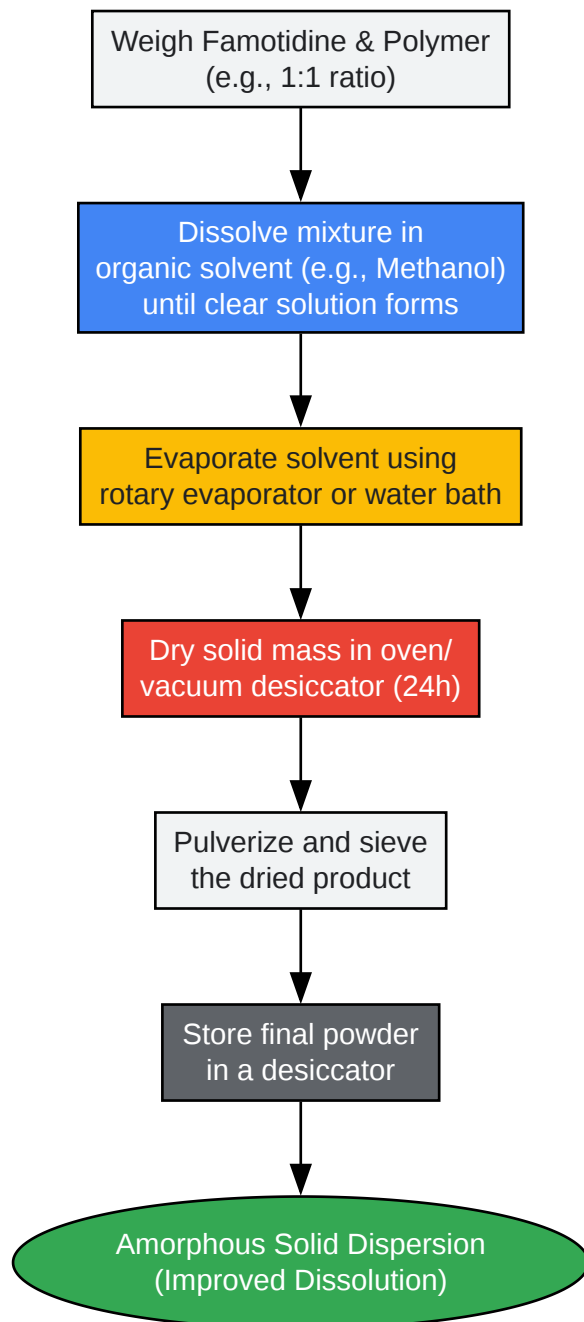 Weigh Famotidine & Polymer
(e.g., 1:1 ratio)
Dissolve mixture in
organic solvent (e.g., Methanol)
until clear solution forms
Evaporate solvent using
rotary evaporator or water bath
Dry solid mass in oven/
vacuum desiccator (24h)
Pulverize and sieve
the dried product
Store final powder
in a desiccator
Amorphous Solid Dispersion
(Improved Dissolution)